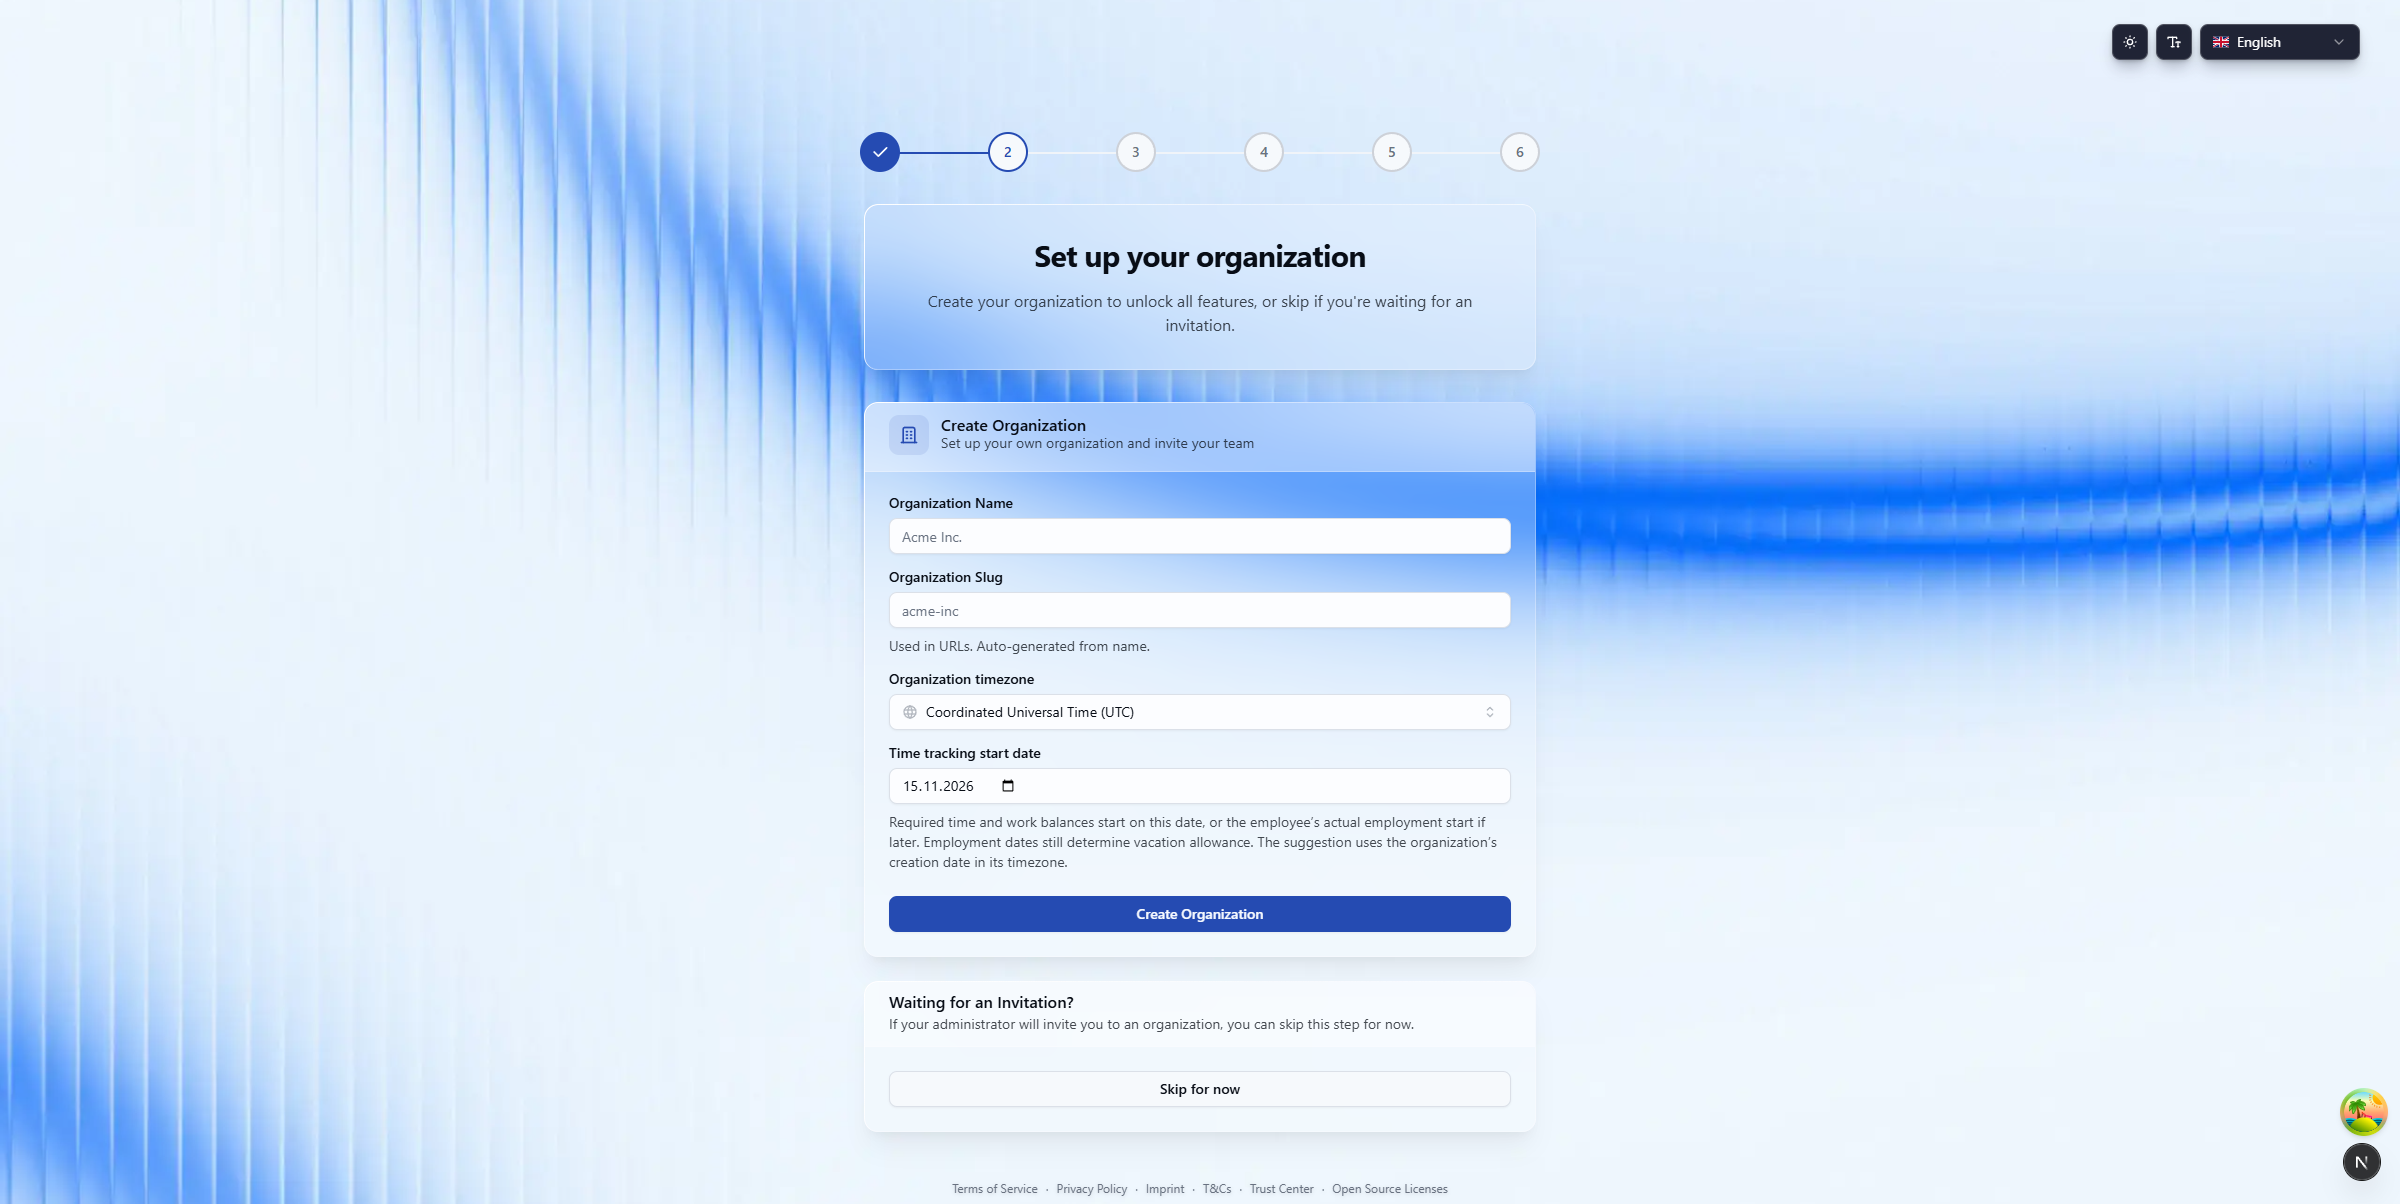 English
2
3
4
5
6
Set up your organization
Create your organization to unlock all features, or skip if you're waiting for an
invitation.
Create Organization
Set up your own organization and invite your team
Organization Name
Acme Inc.
Organization Slug
acme-inc
Used in URLs. Auto-generated from name.
Organization timezone
Coordinated Universal Time (UTC)
Time tracking start date
15.11.2026
Required time and work balances start on this date, or the employee’s actual employment start if
later. Employment dates still determine vacation allowance. The suggestion uses the organization’s
creation date in its timezone.
Create Organization
Waiting for an Invitation?
If your administrator will invite you to an organization, you can skip this step for now.
Skip for now
Terms of Service · Privacy Policy · Imprint · T&Cs · Trust Center · Open Source Licenses